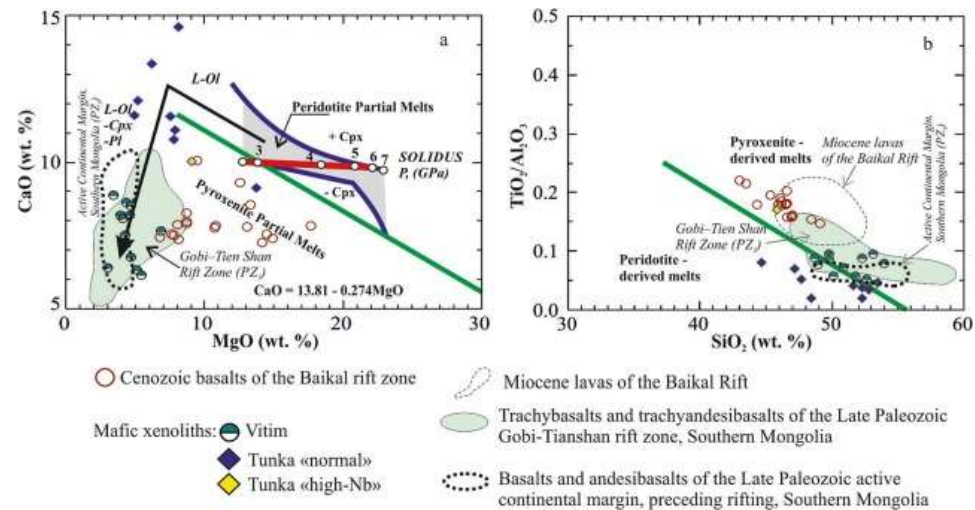 15
a
L-Ol
Peridotite Partial Melts
+ Cpx
L-Ol
-Cpx
-Pl
Active Continental Margin,
Southern Mongolia (PZ₃)
CaO (wt. %)
10
3
4
5
6
7
SOLIDUS
P, (GPa)
- Cpx
Pyroxenite Partial Melts
Gobi–Tien Shan
Rift Zone (PZ₃)
CaO = 13.81 - 0.274MgO
5
0
10
20
30
MgO (wt. %)
0.5
b
0.4
0.3
0.2
0.1
0.0
TiO₂/Al₂O₃
Pyroxenite -
derived melts
Miocene lavas
of the Baikal Rift
Active Continental Margin,
Southern Mongolia (PZ₃)
Gobi–Tien Shan
Rift Zone (PZ₃)
Peridotite -
derived melts
30
40
50
60
SiO₂ (wt. %)
Cenozoic basalts of the Baikal rift zone
Mafic xenoliths:
Vitim
Tunka «normal»
Tunka «high-Nb»
Miocene lavas of the Baikal Rift
Trachybasalts and trachyandesibasalts of the Late Paleozoic
Gobi-Tianshan rift zone, Southern Mongolia
Basalts and andesibasalts of the Late Paleozoic active
continental margin, preceding rifting, Southern Mongolia